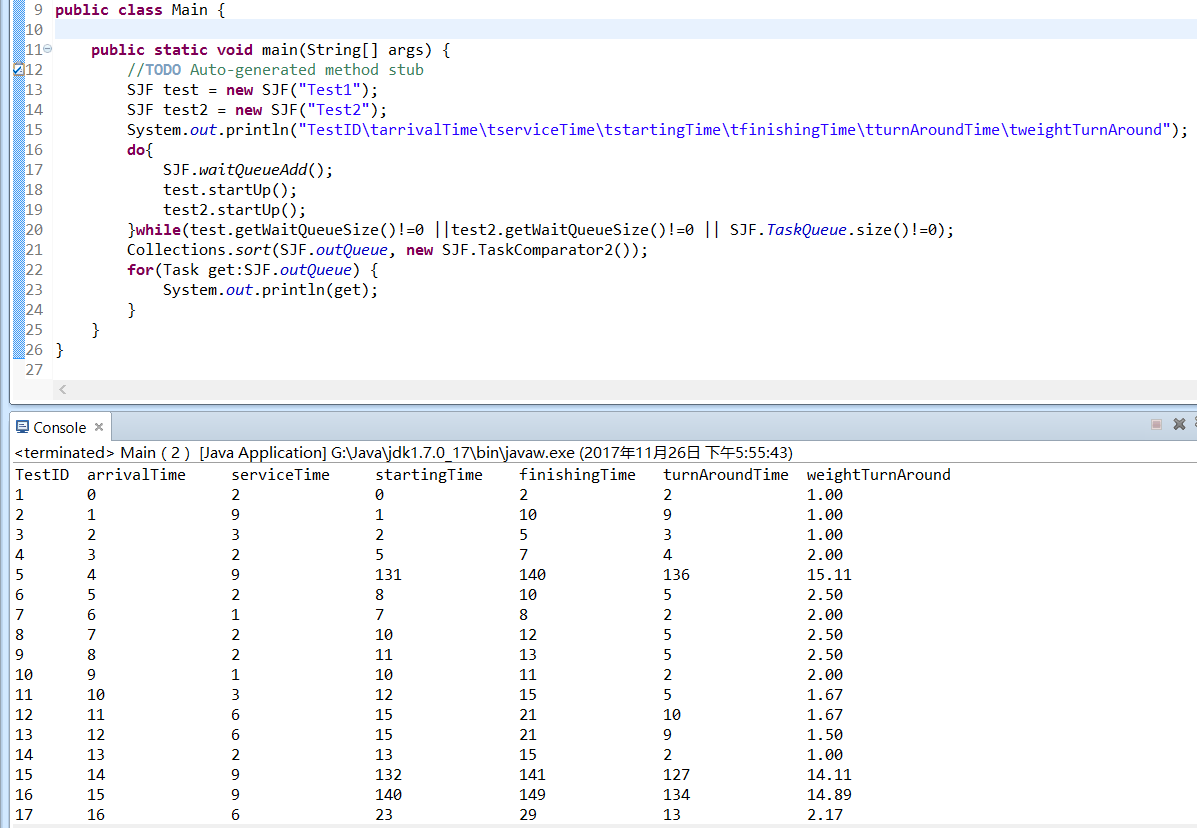 9 public class Main {
10
11 public static void main(String[] args) {
12 //TODO Auto-generated method stub
13 SJF test = new SJF("Test1");
14 SJF test2 = new SJF("Test2");
15 System.out.println("TestID\tarrivalTime\tserviceTime\tstartingTime\tfinishingTime\tturnAroundTime\tweightTurnAround");
16 do{
17 SJF.waitQueueAdd();
18 test.startUp();
19 test2.startUp();
20 }while(test.getWaitQueueSize()!=0 ||test2.getWaitQueueSize()!=0 || SJF.TaskQueue.size()!=0);
21 Collections.sort(SJF.outQueue, new SJF.TaskComparator2());
22 for(Task get:SJF.outQueue) {
23 System.out.println(get);
24 }
25 }
26 }
27
Console
<terminated> Main ( 2 ) [Java Application] G:\Java\jdk1.7.0_17\bin\javaw.exe (2017年11月26日 下午5:55:43)
TestID arrivalTime serviceTime startingTime finishingTime turnAroundTime weightTurnAround
1 0 2 0 2 2 1.00
2 1 9 1 10 9 1.00
3 2 3 2 5 3 1.00
4 3 2 5 7 4 2.00
5 4 9 131 140 136 15.11
6 5 2 8 10 5 2.50
7 6 1 7 8 2 2.00
8 7 2 10 12 5 2.50
9 8 2 11 13 5 2.50
10 9 1 10 11 2 2.00
11 10 3 12 15 5 1.67
12 11 6 15 21 10 1.67
13 12 6 15 21 9 1.50
14 13 2 13 15 2 1.00
15 14 9 132 141 127 14.11
16 15 9 140 149 134 14.89
17 16 6 23 29 13 2.17